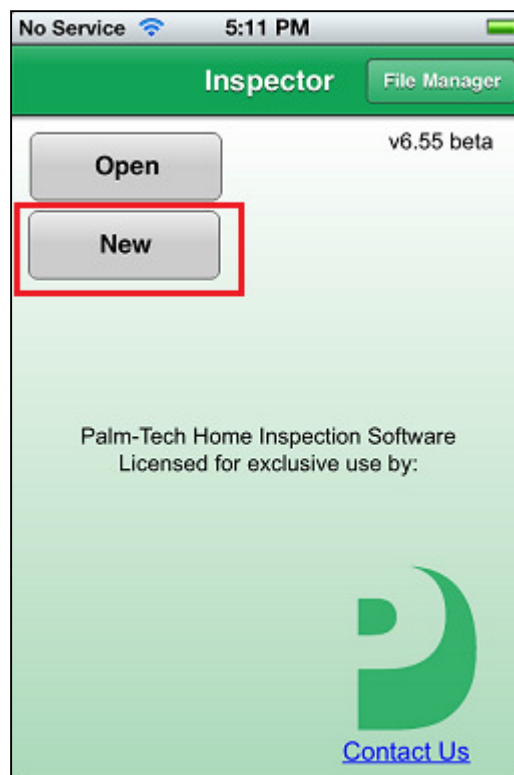 No Service 5:11 PM
Inspector File Manager
v6.55 beta
Open
New
Palm-Tech Home Inspection Software
Licensed for exclusive use by:
Contact Us